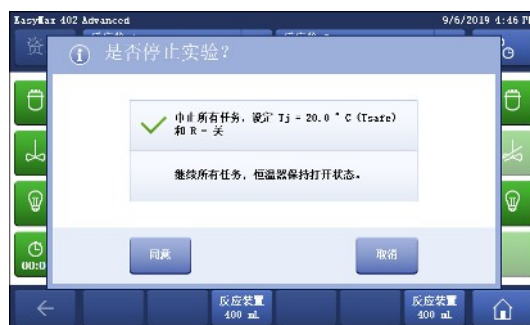 EasyMax 402 Advanced
9/6/2019 4:46 P
资
是否停止实验?
中止所有任务, 设定 Tj = 20.0 ° C (Tsafe)
和 R = 关
继续所有任务, 恒温器保持打开状态。
00:0
同意
取消
反应装置
400 mL
反应装置
400 mL